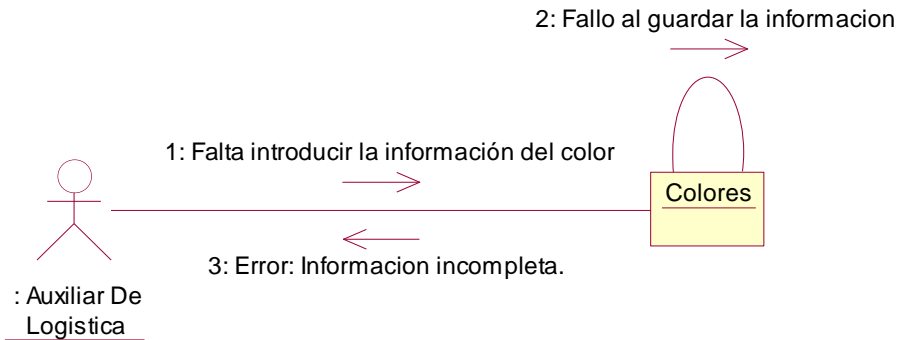 2: Fallo al guardar la informacion
1: Falta introducir la información del color
Colores
3: Error: Informacion incompleta.
: Auxiliar De
Logistica